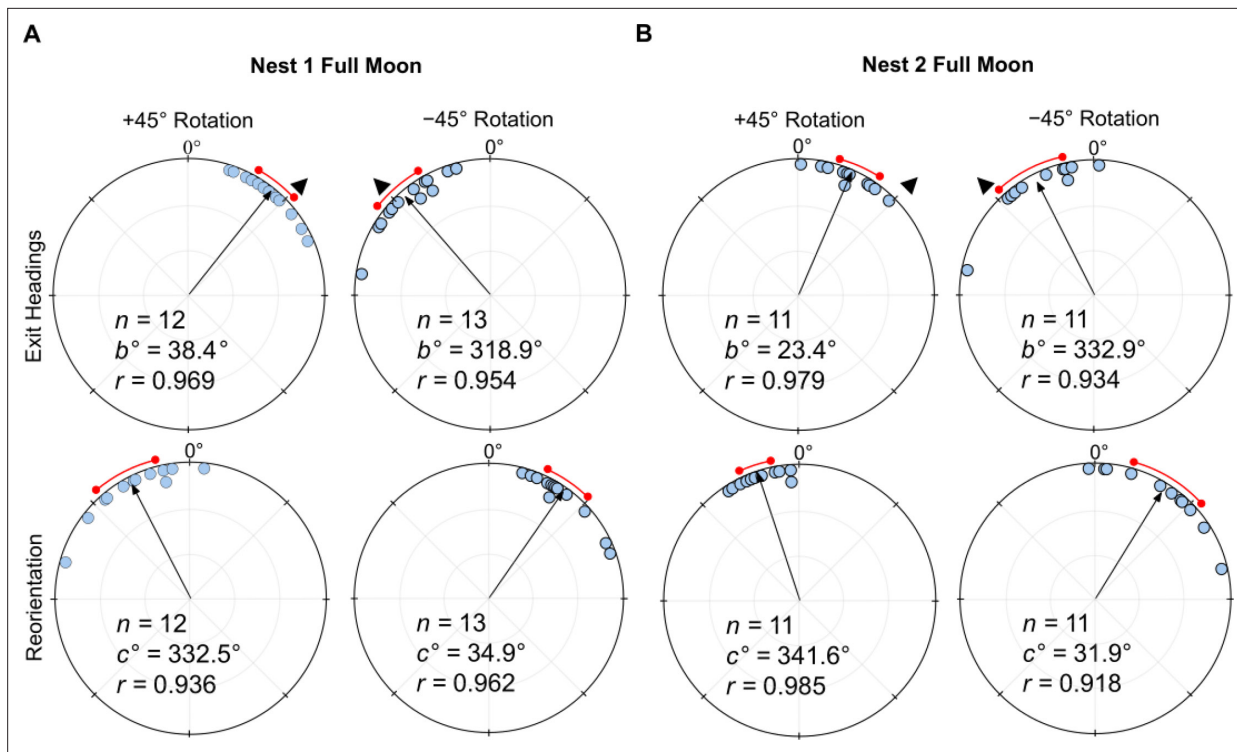 A
Nest 1 Full Moon
+45° Rotation
−45° Rotation
0°
0°
Exit Headings
n = 12
b° = 38.4°
r = 0.969
n = 13
b° = 318.9°
r = 0.954
0°
0°
Reorientation
n = 12
c° = 332.5°
r = 0.936
n = 13
c° = 34.9°
r = 0.962
B
Nest 2 Full Moon
+45° Rotation
−45° Rotation
0°
0°
n = 11
b° = 23.4°
r = 0.979
n = 11
b° = 332.9°
r = 0.934
0°
0°
n = 11
c° = 341.6°
r = 0.985
n = 11
c° = 31.9°
r = 0.918